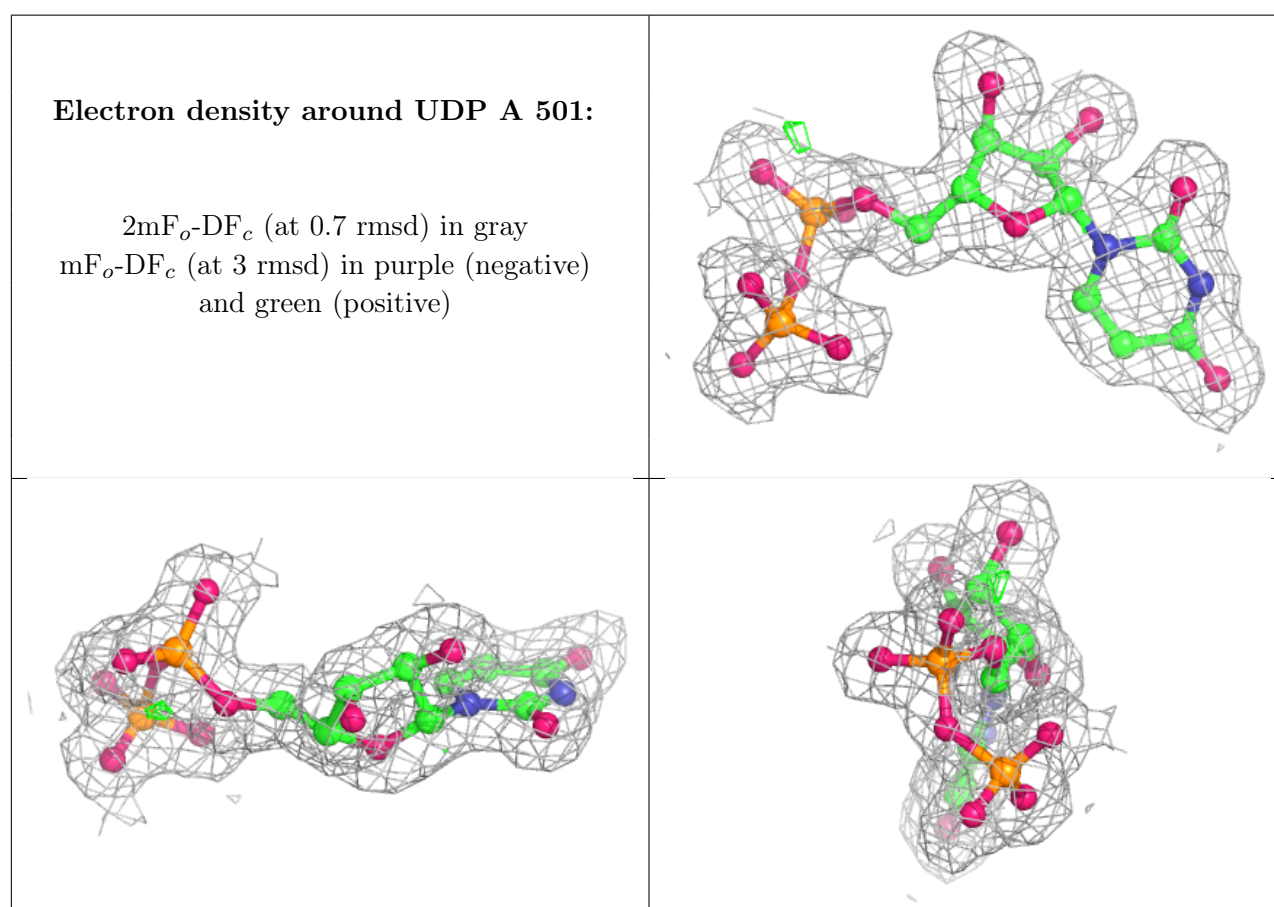 Electron density around UDP A 501:
2mFo-DFc (at 0.7 rmsd) in gray
mFo-DFc (at 3 rmsd) in purple (negative)
and green (positive)